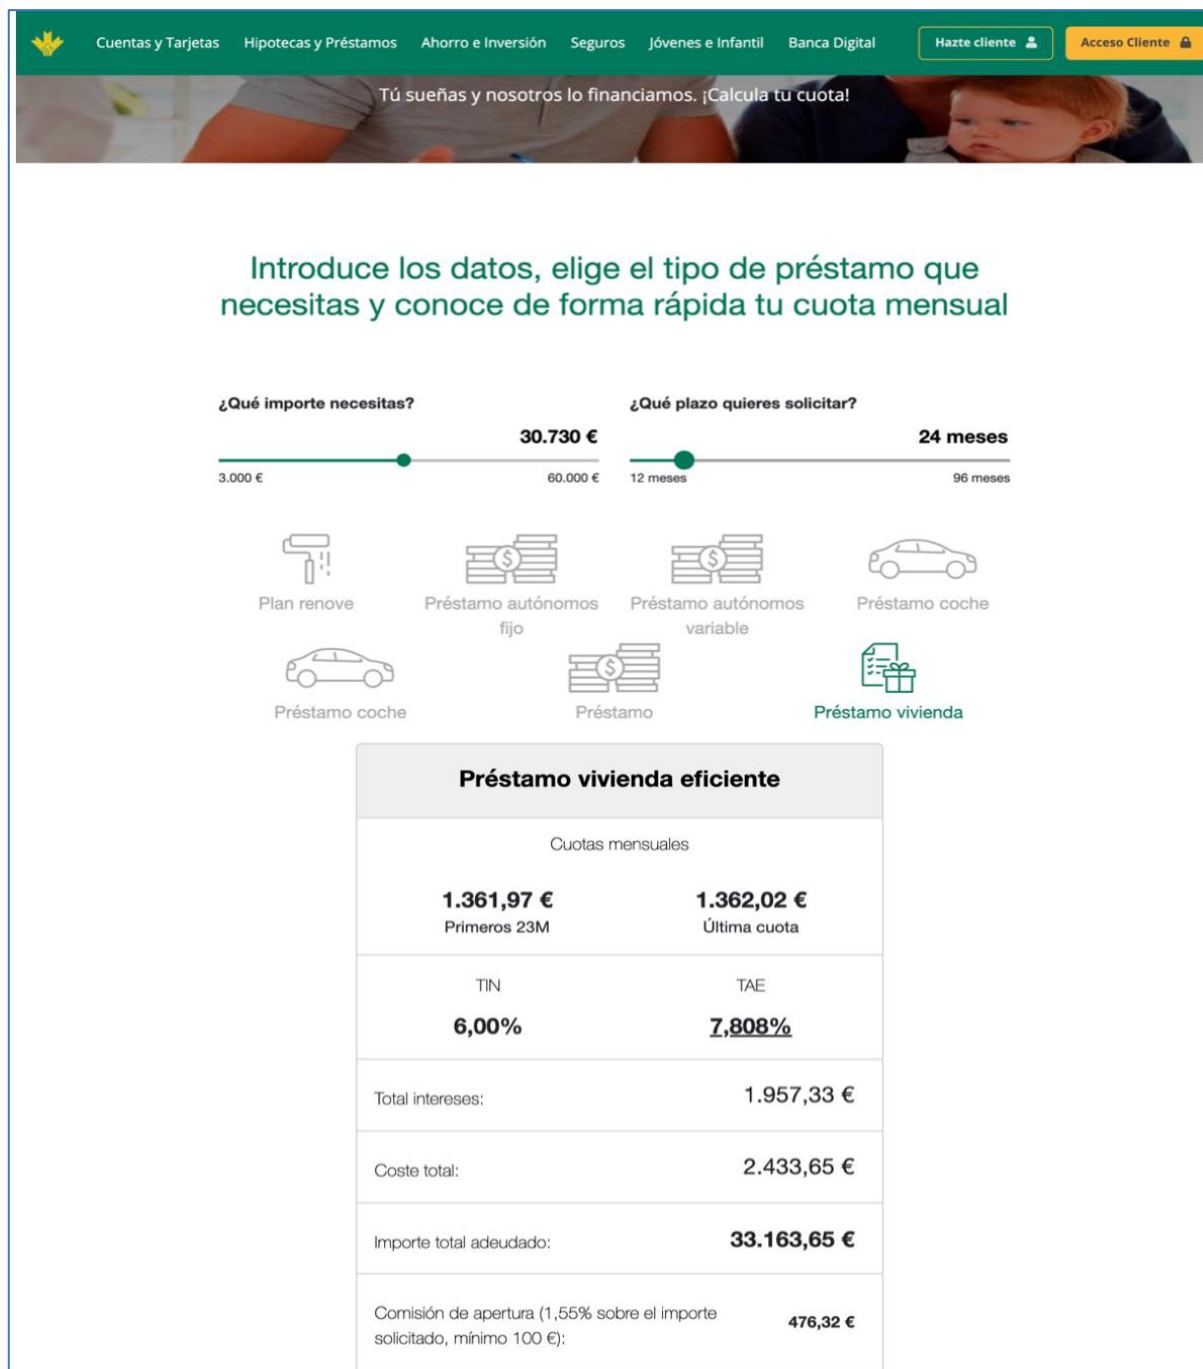 Cuentas y Tarjetas Hipotecas y Préstamos Ahorro e Inversión Seguros Jóvenes e Infantil Banca Digital Hazte cliente Acceso Cliente
Tú sueñas y nosotros lo financiamos. ¡Calcula tu cuota!
Introduce los datos, elige el tipo de préstamo que
necesitas y conoce de forma rápida tu cuota mensual
¿Qué importe necesitas? ¿Qué plazo quieres solicitar?
30.730 € 24 meses
3.000 € 60.000 € 12 meses 96 meses
Plan renove Préstamo autónomos Préstamo autónomos Préstamo coche
fijo variable
Préstamo coche Préstamo Préstamo vivienda
Préstamo vivienda eficiente
Cuotas mensuales
1.361,97 € 1.362,02 €
Primeros 23M Última cuota
TIN TAE
6,00% 7,808%
Total intereses: 1.957,33 €
Coste total: 2.433,65 €
Importe total adeudado: 33.163,65 €
Comisión de apertura (1,55% sobre el importe
solicitado, mínimo 100 €): 476,32 €